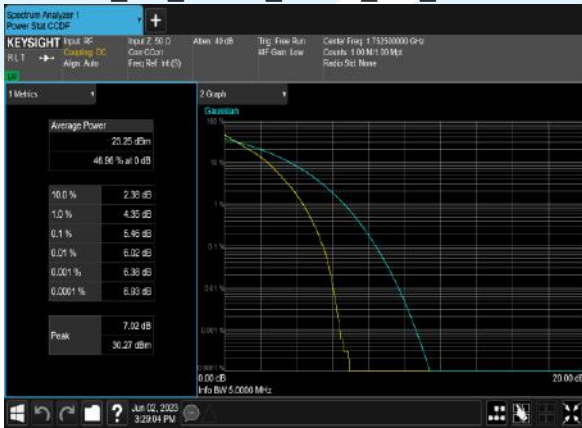 Spectrum Analyzer 1
Power Stat CCDF
KEYSIGHT
Input: RF
Coupling: DC
Align: Auto
Input Z: 50 Ω
Corr CCorr
Freq Ref: Int (S)
Atten: 40 dB
Trig: Free Run
#IF Gain: Low
Center Freq: 1.752500000 GHz
Counts: 1.00 M/1.00 Mpt
Radio Std: None
1 Metrics
Average Power
23.25 dBm
46.96 % at 0 dB
10.0 % 2.38 dB
1.0 % 4.35 dB
0.1 % 5.46 dB
0.01 % 6.02 dB
0.001 % 6.38 dB
0.0001 % 6.93 dB
Peak
7.02 dB
30.27 dBm
2 Graph
Gaussian
100 %
10 %
1 %
0.1 %
0.01 %
0.001 %
0.0001 %
0.00 dB
20.00 dB
Info BW 5.0000 MHz
Jun 02, 2023
3:29:04 PM